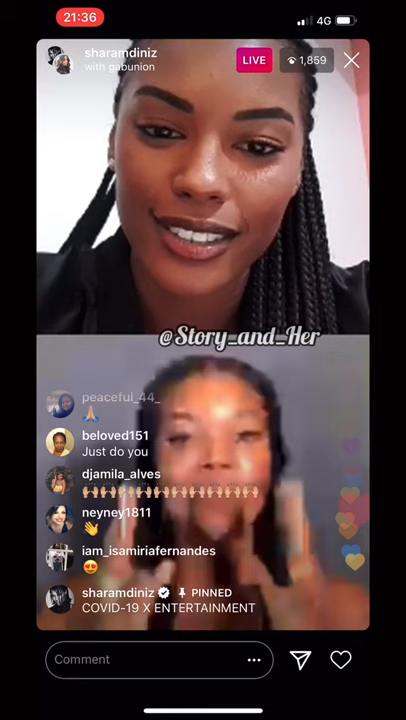 21:36
4G
sharamdiniz
with gabunion
LIVE
1,859
@Story_and_Her
peaceful_44_
🙏🏽
beloved151
Just do you
djamila_alves
🙌🏽🙌🏽🙌🏽🙌🏽🙌🏽🙌🏽🙌🏽🙌🏽🙌🏽🙌🏽🙌🏽🙌🏽🙌🏽
neyney1811
👋
iam_isamiriafernandes
😍
sharamdiniz PINNED
COVID-19 X ENTERTAINMENT
Comment